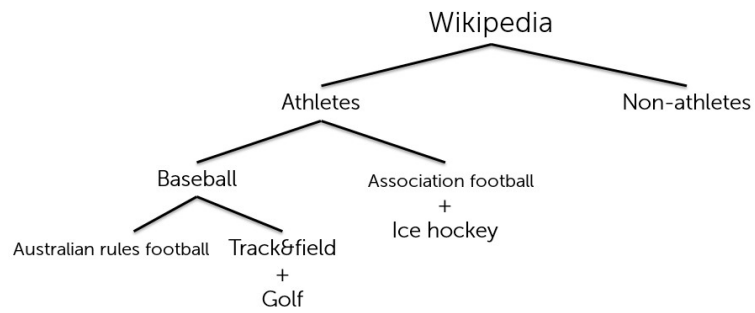 Wikipedia
Athletes
Non-athletes
Baseball
Association football
+
Ice hockey
Australian rules football
Track&field
+
Golf